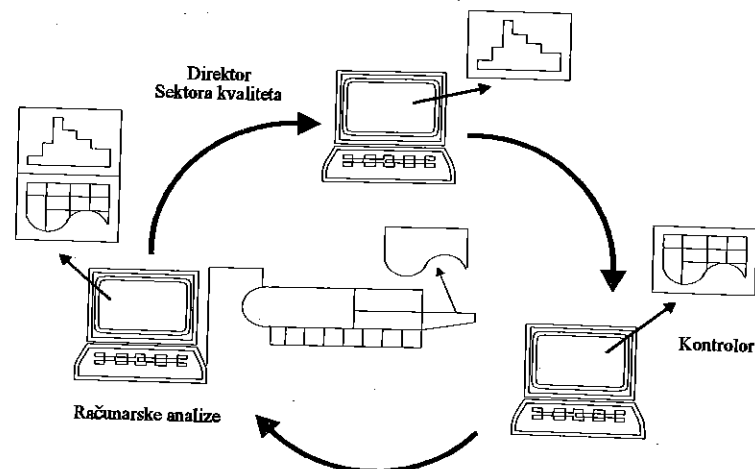 Direktor
Sektora kvaliteta
Kontrolor
Računarske analize